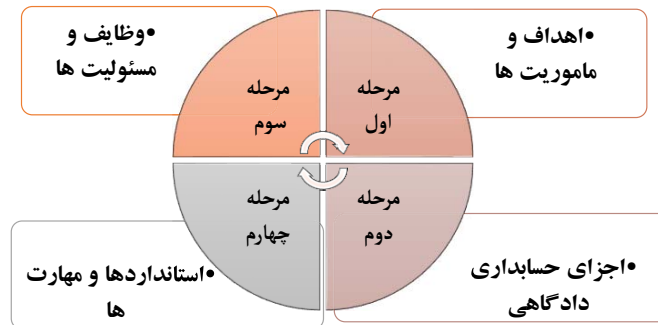 •اهداف و
ماموریت ها
مرحله
اول
•اجزای حسابداری
دادگاهی
مرحله
دوم
•وظایف و
مسئولیت ها
مرحله
سوم
•استانداردها و مهارت
ها
مرحله
چهارم